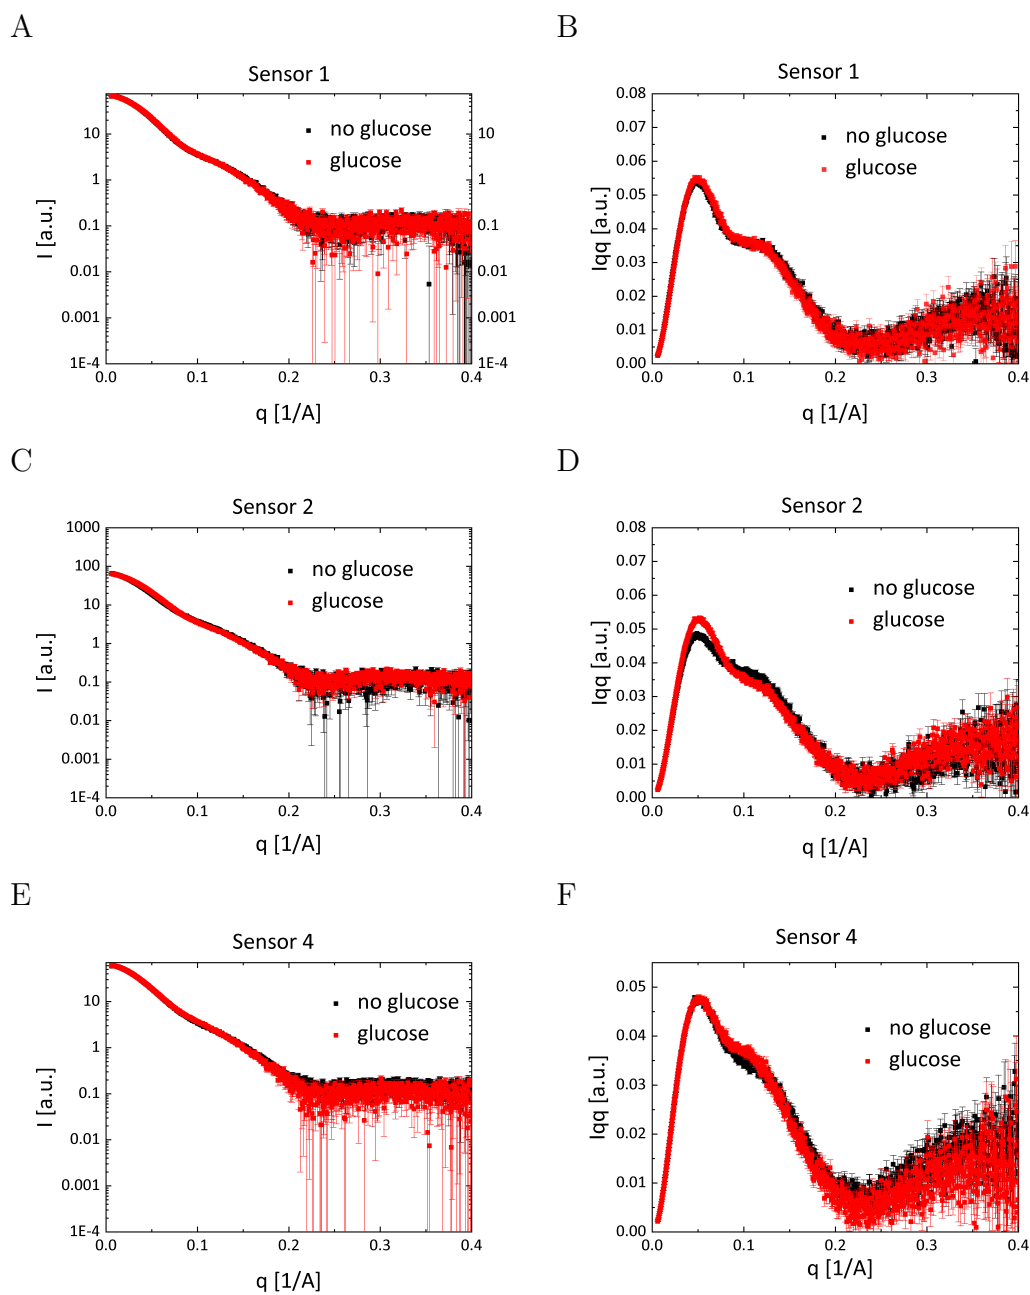 A
Sensor 1
10
1
0.1
0.01
0.001
1E-4
10
1
0.1
0.01
0.001
1E-4
0.0 0.1 0.2 0.3 0.4
I [a.u.]
q [1/A]
no glucose
glucose
B
Sensor 1
0.08
0.07
0.06
0.05
0.04
0.03
0.02
0.01
0.00
0.0 0.1 0.2 0.3 0.4
Iqq [a.u.]
q [1/A]
no glucose
glucose
C
Sensor 2
1000
100
10
1
0.1
0.01
0.001
1E-4
0.0 0.1 0.2 0.3 0.4
I [a.u.]
q [1/A]
no glucose
glucose
D
Sensor 2
0.08
0.07
0.06
0.05
0.04
0.03
0.02
0.01
0.00
0.0 0.1 0.2 0.3 0.4
Iqq [a.u.]
q [1/A]
no glucose
glucose
E
Sensor 4
10
1
0.1
0.01
0.001
1E-4
0.0 0.1 0.2 0.3 0.4
I [a.u.]
q [1/A]
no glucose
glucose
F
Sensor 4
0.05
0.04
0.03
0.02
0.01
0.00
0.0 0.1 0.2 0.3 0.4
Iqq [a.u.]
q [1/A]
no glucose
glucose